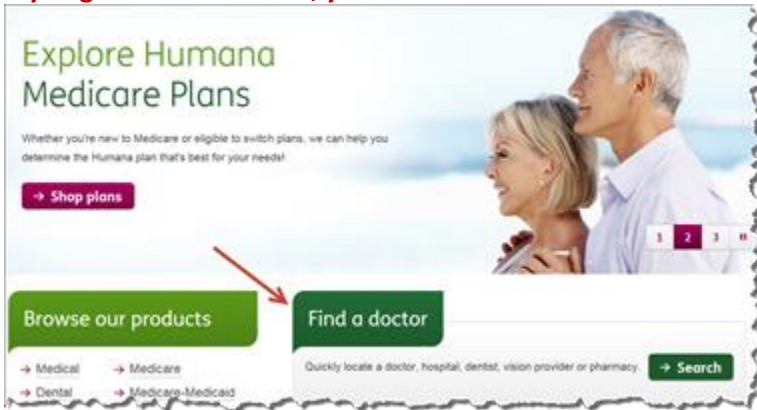 Explore Humana
Medicare Plans
Whether you're new to Medicare or eligible to switch plans, we can help you
determine the Humana plan that's best for your needs!
→ Shop plans
1 2 3
Browse our products
Find a doctor
→ Medical → Medicare
Quickly locate a doctor, hospital, dentist, vision provider or pharmacy.
→ Search
→ Dental → Medicare-Medicaid